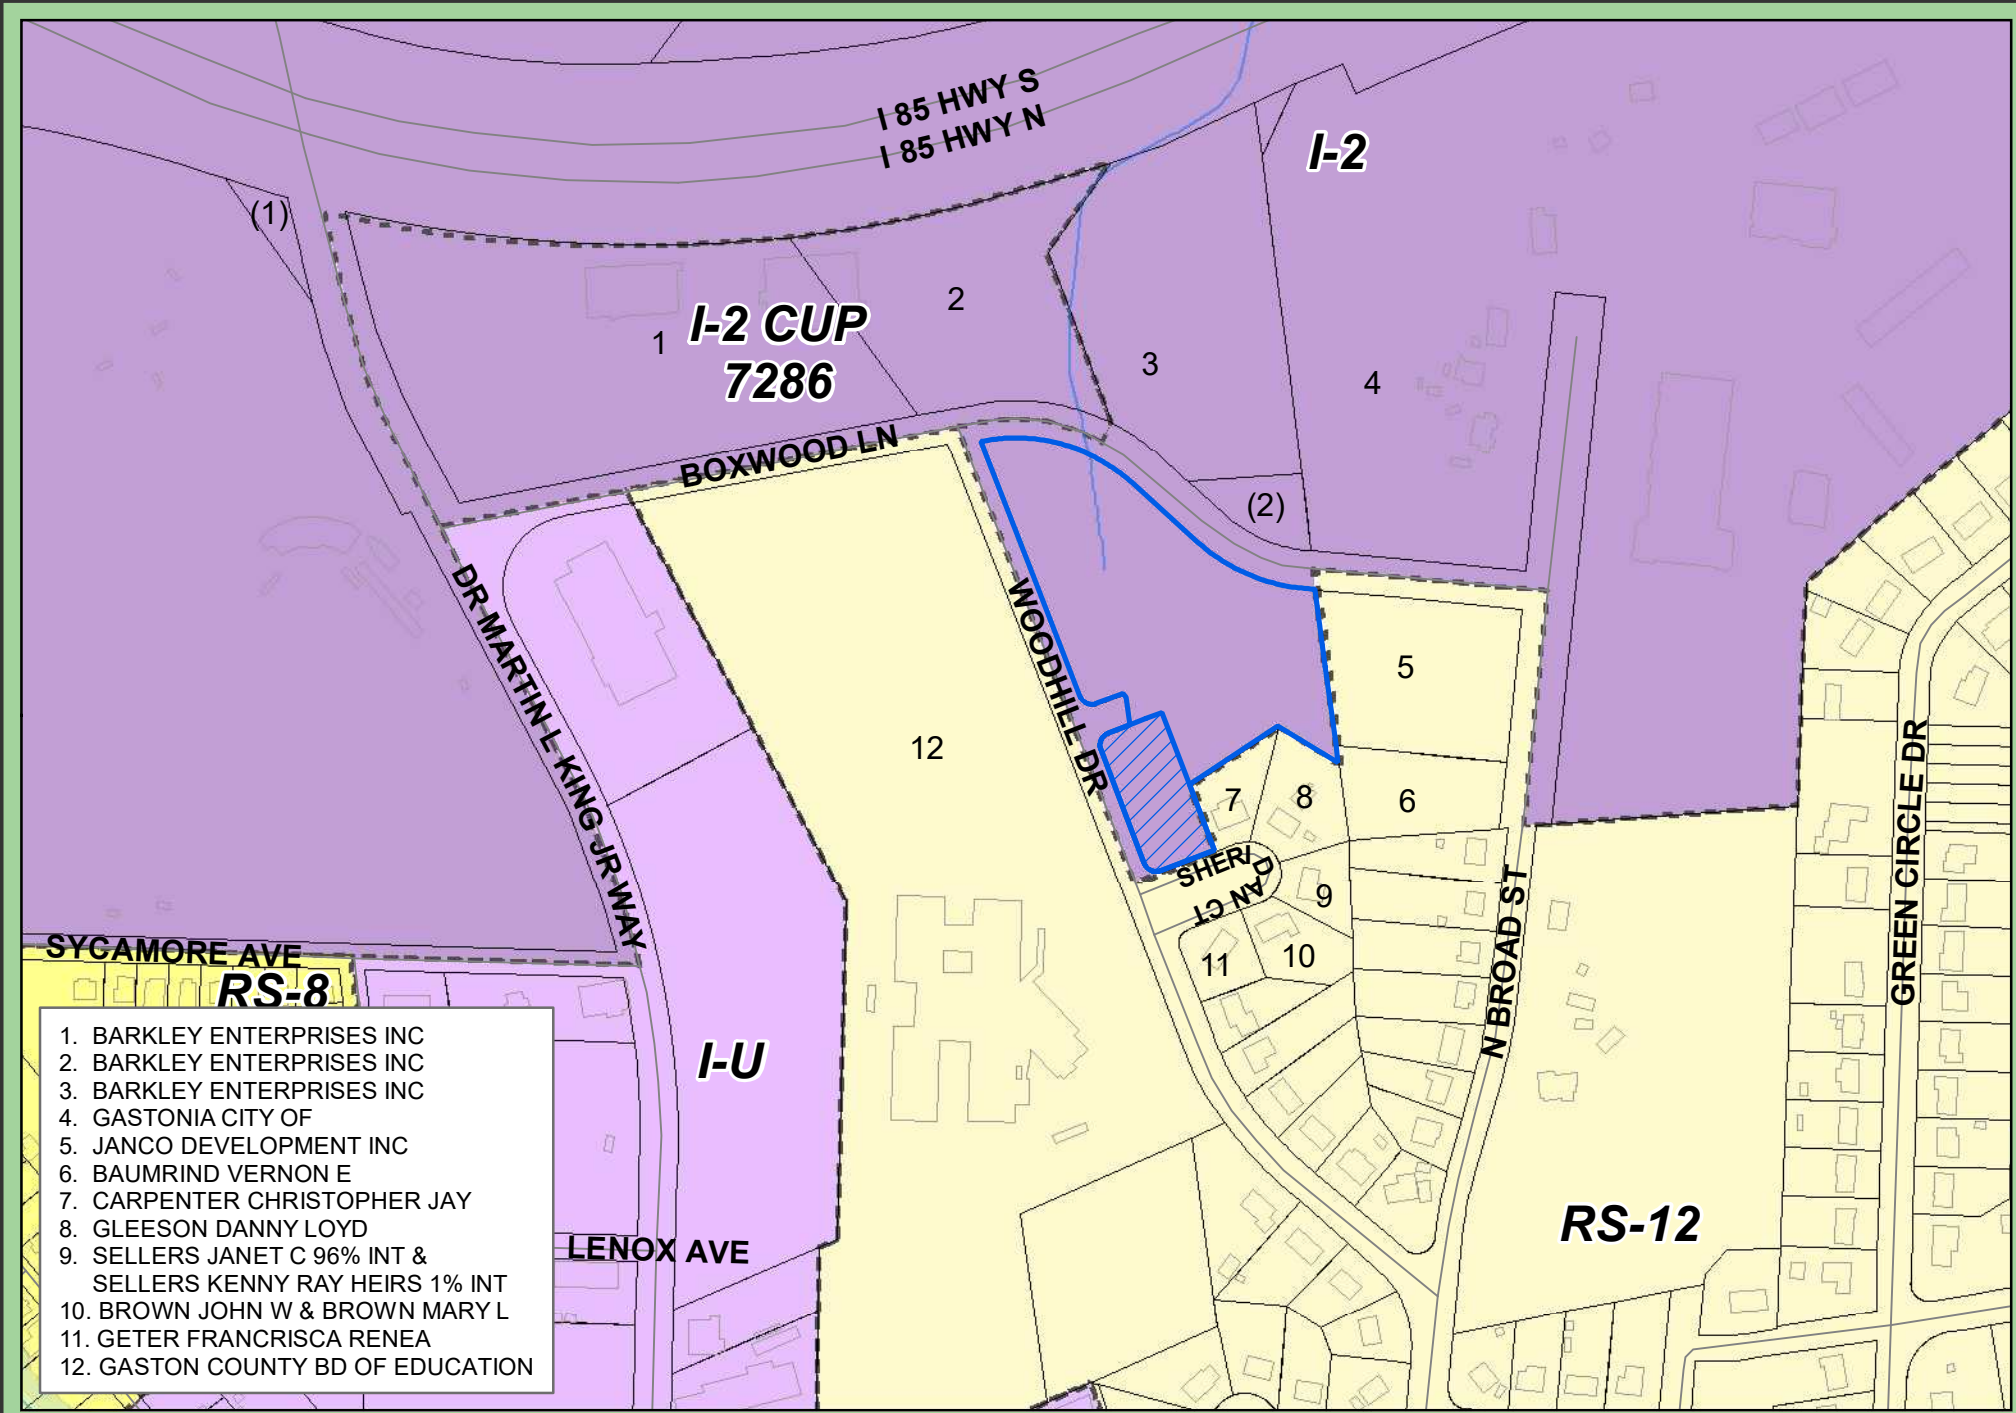 I 85 HWY S
I 85 HWY N
I-2
(1)
2
1
I-2 CUP
7286
3
4
BOXWOOD LN
(2)
DR MARTIN L KING JR WAY
WOODHILL DR
5
12
7
8
6
SHERIDAN CT
9
10
11
N BROAD ST
GREEN CIRCLE DR
SYCAMORE AVE
RS-8
I-U
RS-12
LENOX AVE
1. BARKLEY ENTERPRISES INC
2. BARKLEY ENTERPRISES INC
3. BARKLEY ENTERPRISES INC
4. GASTONIA CITY OF
5. JANCO DEVELOPMENT INC
6. BAUMRIND VERNON E
7. CARPENTER CHRISTOPHER JAY
8. GLEESON DANNY LOYD
9. SELLERS JANET C 96% INT &
SELLERS KENNY RAY HEIRS 1% INT
10. BROWN JOHN W & BROWN MARY L
11. GETER FRANCRISCA RENEA
12. GASTON COUNTY BD OF EDUCATION